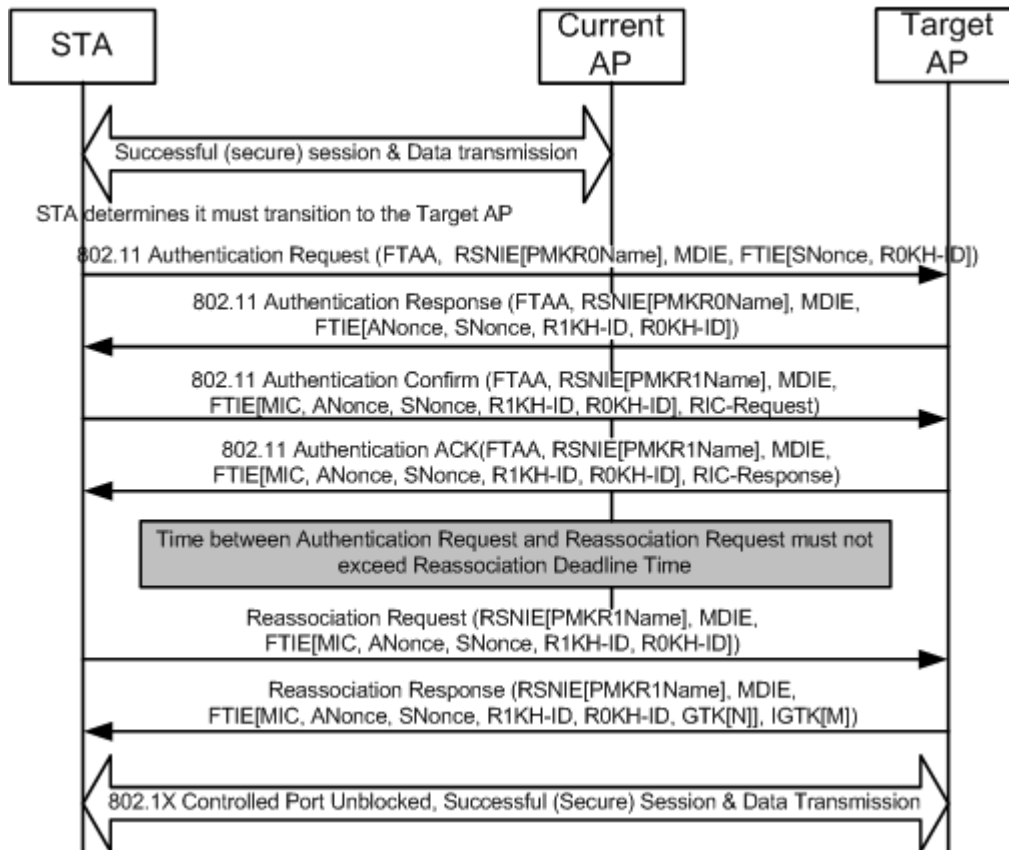 STA
Current
AP
Target
AP
Successful (secure) session & Data transmission
STA determines it must transition to the Target AP
802.11 Authentication Request (FTAA, RSNIE[PMKR0Name], MDIE, FTIE[SNonce, R0KH-ID])
802.11 Authentication Response (FTAA, RSNIE[PMKR0Name], MDIE,
FTIE[ANonce, SNonce, R1KH-ID, R0KH-ID])
802.11 Authentication Confirm (FTAA, RSNIE[PMKR1Name], MDIE,
FTIE[MIC, ANonce, SNonce, R1KH-ID, R0KH-ID], RIC-Request)
802.11 Authentication ACK(FTAA, RSNIE[PMKR1Name], MDIE,
FTIE[MIC, ANonce, SNonce, R1KH-ID, R0KH-ID], RIC-Response)
Time between Authentication Request and Reassociation Request must not
exceed Reassociation Deadline Time
Reassociation Request (RSNIE[PMKR1Name], MDIE,
FTIE[MIC, ANonce, SNonce, R1KH-ID, R0KH-ID])
Reassociation Response (RSNIE[PMKR1Name], MDIE,
FTIE[MIC, ANonce, SNonce, R1KH-ID, R0KH-ID, GTK[N]], IGTK[M])
802.1X Controlled Port Unblocked, Successful (Secure) Session & Data Transmission